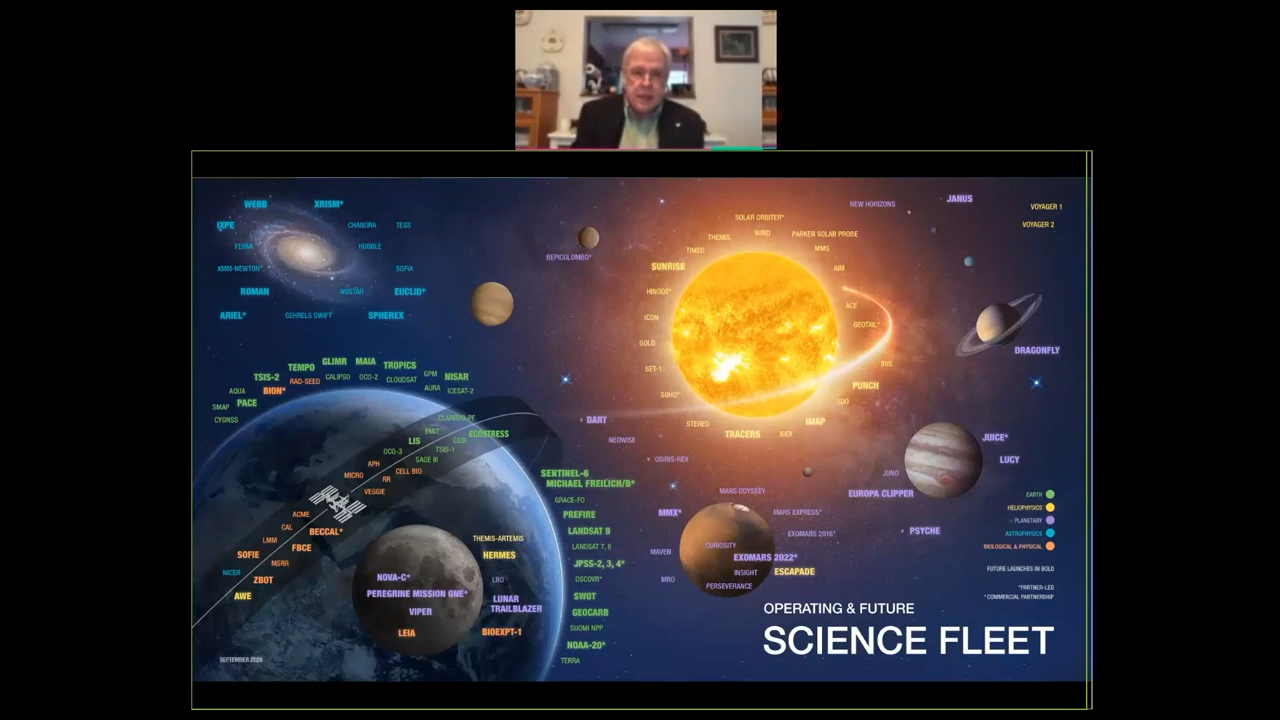 WEBB
XRISM*
IXPE
CHANDRA
TESS
FERMI
HUBBLE
XMM-NEWTON*
SOFIA
ROMAN
NUSTAR
EUCLID*
ARIEL*
GEHRELS SWIFT
SPHEREX
BEPICOLOMBO*
SOLAR ORBITER*
THEMIS
WIND
PARKER SOLAR PROBE
TIMED
MMS
SUNRISE
AIM
HINODE*
ACE
ICON
GEOTAIL*
GOLD
IRIS
SET-1
PUNCH
SOHO*
SDO
STEREO
TRACERS
IBEX
IMAP
NEW HORIZONS
JANUS
VOYAGER 1
VOYAGER 2
DRAGONFLY
DART
NEOWISE
OSIRIS-REX
JUICE*
LUCY
JUNO
EUROPA CLIPPER
PSYCHE
MARS ODYSSEY
MMX*
MARS EXPRESS*
EXOMARS 2016*
CURIOSITY
MAVEN
EXOMARS 2022*
INSIGHT
ESCAPADE
MRO
PERSEVERANCE
GLIMR
MAIA
TEMPO
TROPICS
TSIS-2
RAD-SEED
CALIPSO
OCO-2
CLOUDSAT
GPM
NISAR
AQUA
BION*
AURA
ICESAT-2
SMAP
PACE
CYGNSS
CLARREO-PF
EMIT
ECOSTRESS
LIS
GEDI
OCO-3
TSIS-1
SAGE III
APH
MICRO
RR
CELL BIO
VEGGIE
ACME
CAL
BECCAL*
LMM
FBCE
SOFIE
MSRR
NICER
ZBOT
AWE
SENTINEL-6
MICHAEL FREILICH/B*
GRACE-FO
PREFIRE
LANDSAT 9
LANDSAT 7, 8
JPSS-2, 3, 4*
DSCOVR*
SWOT
GEOCARB
SUOMI NPP
NOAA-20*
TERRA
THEMIS-ARTEMIS
HERMES
NOVA-C*
LRO
PEREGRINE MISSION ONE*
LUNAR
TRAILBLAZER
VIPER
LEIA
BIOEXPT-1
EARTH
HELIOPHYSICS
PLANETARY
ASTROPHYSICS
BIOLOGICAL & PHYSICAL
FUTURE LAUNCHES IN BOLD
*PARTNER-LED
* COMMERCIAL PARTNERSHIP
OPERATING & FUTURE
SCIENCE FLEET
SEPTEMBER 2020